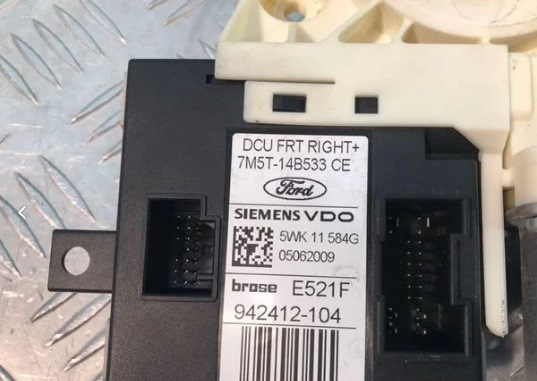 DCU FRT RIGHT+
7M5T-14B533 CE
Ford
SIEMENS VDO
5WK 11 584G
05062009
brose E521F
942412-104